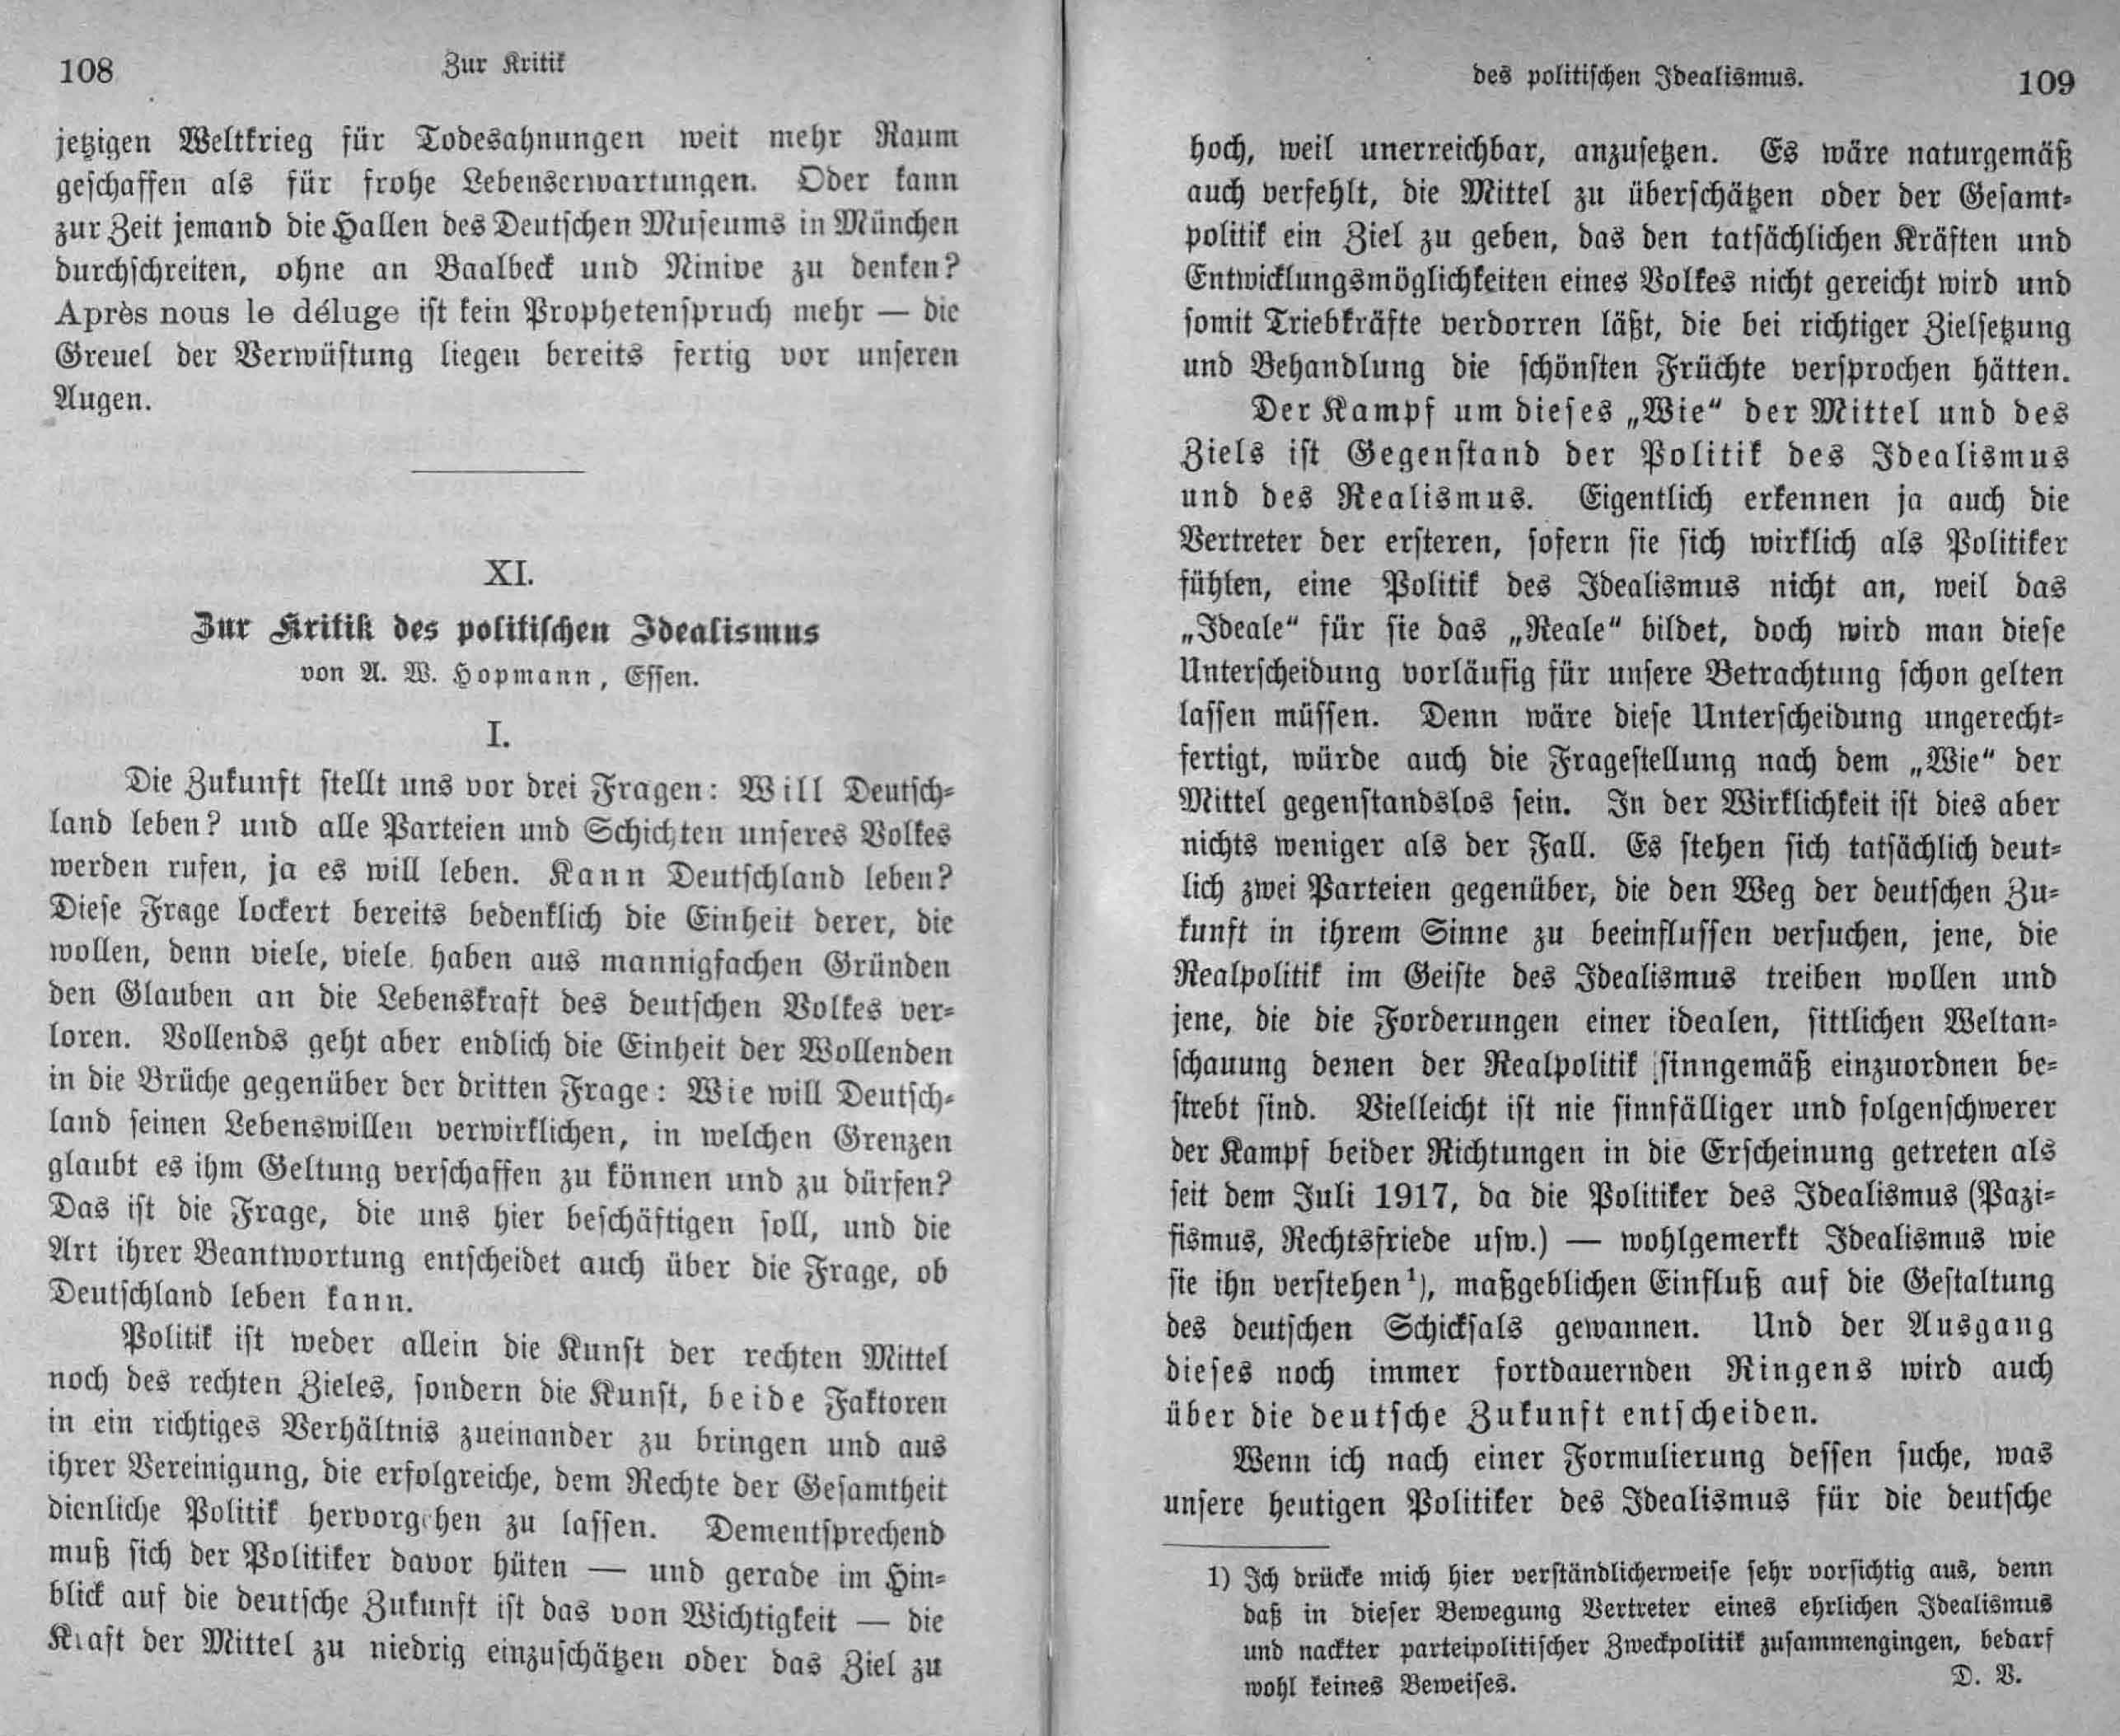 108
Zur Kritik
jetzigen Weltkrieg für Todesahnungen weit mehr Raum
geschaffen als für frohe Lebenserwartungen. Oder kann
zur Zeit jemand die Hallen des Deutschen Museums in München
durchschreiten, ohne an Baalbeck und Ninive zu denken?
Après nous le déluge ist kein Prophetenspruch mehr — die
Greuel der Verwüstung liegen bereits fertig vor unseren
Augen.
XI.
Zur Kritik des politischen Idealismus
von A. W. Hopmann, Essen.
I.
Die Zukunft stellt uns vor drei Fragen: Will Deutsch-
land leben? und alle Parteien und Schichten unseres Volkes
werden rufen, ja es will leben. Kann Deutschland leben?
Diese Frage lockert bereits bedenklich die Einheit derer, die
wollen, denn viele, viele haben aus mannigfachen Gründen
den Glauben an die Lebenskraft des deutschen Volkes ver-
loren. Vollends geht aber endlich die Einheit der Wollenden
in die Brüche gegenüber der dritten Frage: Wie will Deutsch-
land seinen Lebenswillen verwirklichen, in welchen Grenzen
glaubt es ihm Geltung verschaffen zu können und zu dürfen?
Das ist die Frage, die uns hier beschäftigen soll, und die
Art ihrer Beantwortung entscheidet auch über die Frage, ob
Deutschland leben kann.
Politik ist weder allein die Kunst der rechten Mittel
noch des rechten Zieles, sondern die Kunst, beide Faktoren
in ein richtiges Verhältnis zueinander zu bringen und aus
ihrer Vereinigung, die erfolgreiche, dem Rechte der Gesamtheit
dienliche Politik hervorgehen zu lassen. Dementsprechend
muß sich der Politiker davor hüten — und gerade im Hin-
blick auf die deutsche Zukunft ist das von Wichtigkeit — die
Kraft der Mittel zu niedrig einzuschätzen oder das Ziel zu
des politischen Idealismus.
109
hoch, weil unerreichbar, anzusetzen. Es wäre naturgemäß
auch verfehlt, die Mittel zu überschätzen oder der Gesamt-
politik ein Ziel zu geben, das den tatsächlichen Kräften und
Entwicklungsmöglichkeiten eines Volkes nicht gereicht wird und
somit Triebkräfte verdorren läßt, die bei richtiger Zielsetzung
und Behandlung die schönsten Früchte versprochen hätten.
Der Kampf um dieses „Wie“ der Mittel und des
Ziels ist Gegenstand der Politik des Idealismus
und des Realismus. Eigentlich erkennen ja auch die
Vertreter der ersteren, sofern sie sich wirklich als Politiker
fühlen, eine Politik des Idealismus nicht an, weil das
„Ideale“ für sie das „Reale“ bildet, doch wird man diese
Unterscheidung vorläufig für unsere Betrachtung schon gelten
lassen müssen. Denn wäre diese Unterscheidung ungerecht-
fertigt, würde auch die Fragestellung nach dem „Wie“ der
Mittel gegenstandslos sein. In der Wirklichkeit ist dies aber
nichts weniger als der Fall. Es stehen sich tatsächlich deut-
lich zwei Parteien gegenüber, die den Weg der deutschen Zu-
kunft in ihrem Sinne zu beeinflussen versuchen, jene, die
Realpolitik im Geiste des Idealismus treiben wollen und
jene, die die Forderungen einer idealen, sittlichen Weltan-
schauung denen der Realpolitik sinngemäß einzuordnen be-
strebt sind. Vielleicht ist nie sinnfälliger und folgenschwerer
der Kampf beider Richtungen in die Erscheinung getreten als
seit dem Juli 1917, da die Politiker des Idealismus (Pazi-
fismus, Rechtsfriede usw.) — wohlgemerkt Idealismus wie
sie ihn verstehen¹), maßgeblichen Einfluß auf die Gestaltung
des deutschen Schicksals gewannen. Und der Ausgang
dieses noch immer fortdauernden Ringens wird auch
über die deutsche Zukunft entscheiden.
Wenn ich nach einer Formulierung dessen suche, was
unsere heutigen Politiker des Idealismus für die deutsche
1) Ich drücke mich hier verständlicherweise sehr vorsichtig aus, denn
daß in dieser Bewegung Vertreter eines ehrlichen Idealismus
und nackter parteipolitischer Zweckpolitik zusammengingen, bedarf
wohl keines Beweises. D. V.